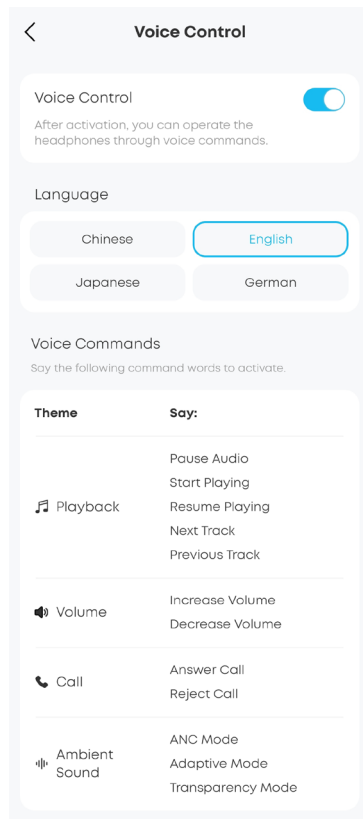 Voice Control
Voice Control
After activation, you can operate the
headphones through voice commands.
Language
Chinese
English
Japanese
German
Voice Commands
Say the following command words to activate.
Theme
Say:
Playback
Pause Audio
Start Playing
Resume Playing
Next Track
Previous Track
Volume
Increase Volume
Decrease Volume
Call
Answer Call
Reject Call
Ambient
Sound
ANC Mode
Adaptive Mode
Transparency Mode